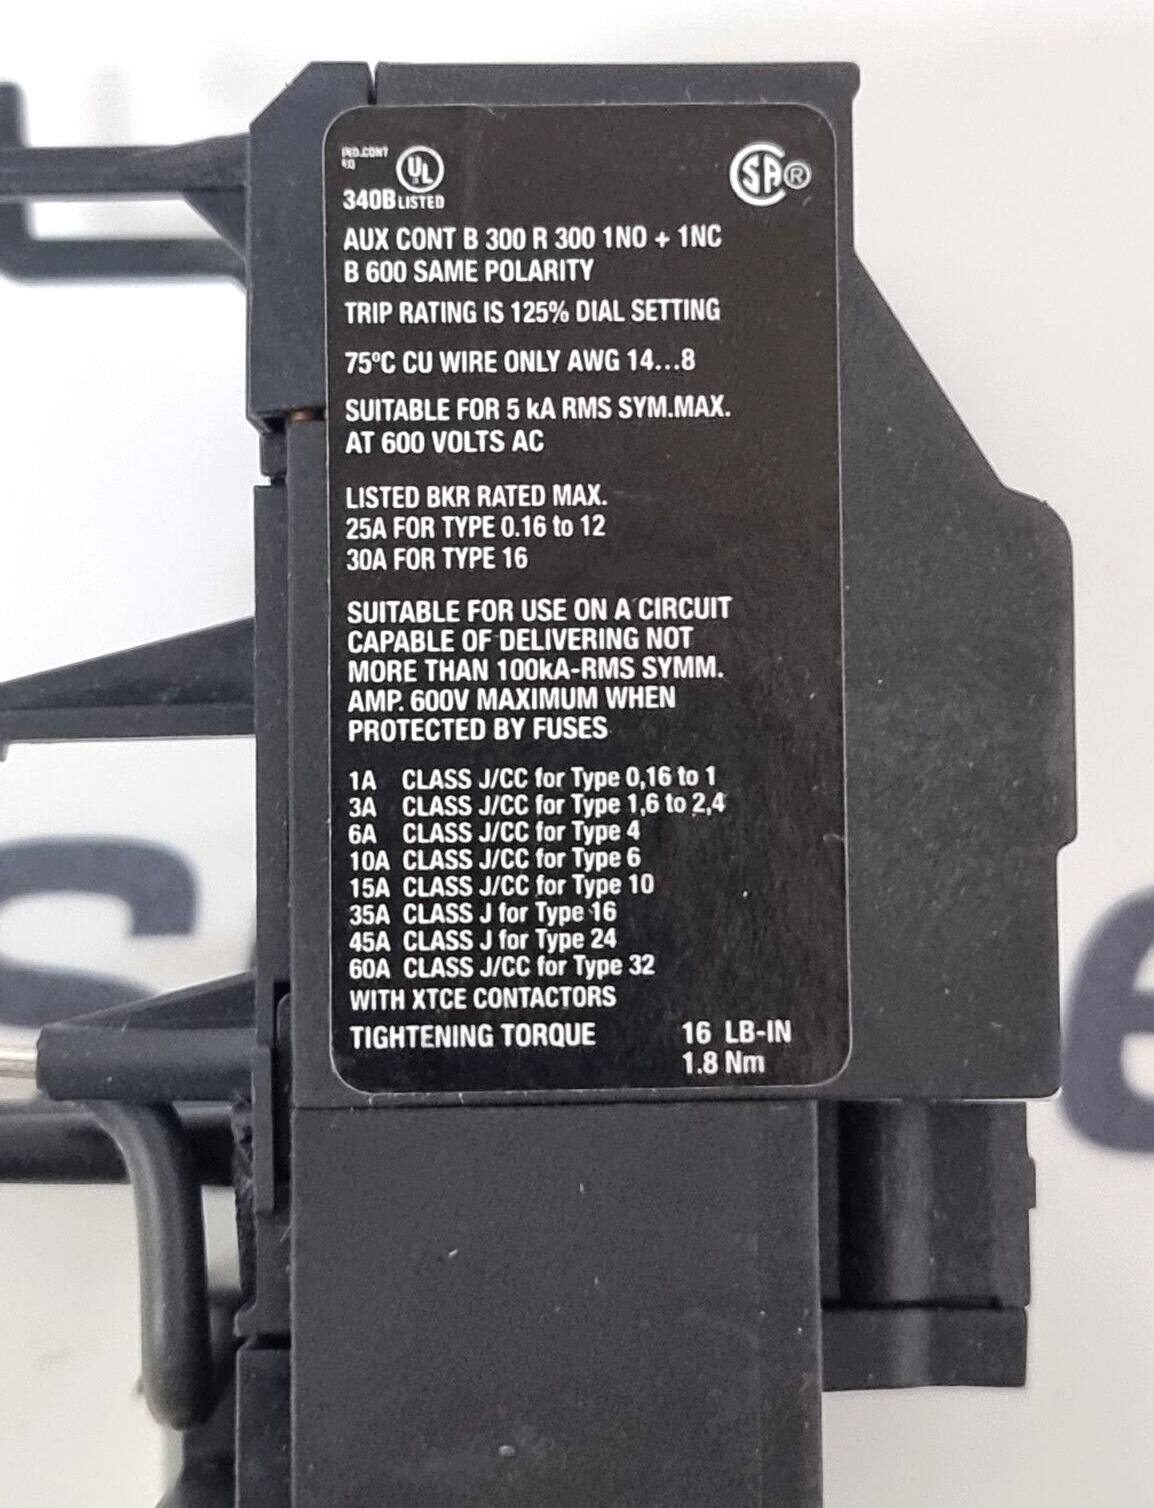 IND.CONT
EQ
UL
340B LISTED
SA ®
AUX CONT B 300 R 300 1NO + 1NC
B 600 SAME POLARITY
TRIP RATING IS 125% DIAL SETTING
75ºC CU WIRE ONLY AWG 14...8
SUITABLE FOR 5 kA RMS SYM.MAX.
AT 600 VOLTS AC
LISTED BKR RATED MAX.
25A FOR TYPE 0.16 to 12
30A FOR TYPE 16
SUITABLE FOR USE ON A CIRCUIT
CAPABLE OF DELIVERING NOT
MORE THAN 100kA-RMS SYMM.
AMP. 600V MAXIMUM WHEN
PROTECTED BY FUSES
1A CLASS J/CC for Type 0,16 to 1
3A CLASS J/CC for Type 1,6 to 2,4
6A CLASS J/CC for Type 4
10A CLASS J/CC for Type 6
15A CLASS J/CC for Type 10
35A CLASS J for Type 16
45A CLASS J for Type 24
60A CLASS J/CC for Type 32
WITH XTCE CONTACTORS
TIGHTENING TORQUE 16 LB-IN
1.8 Nm